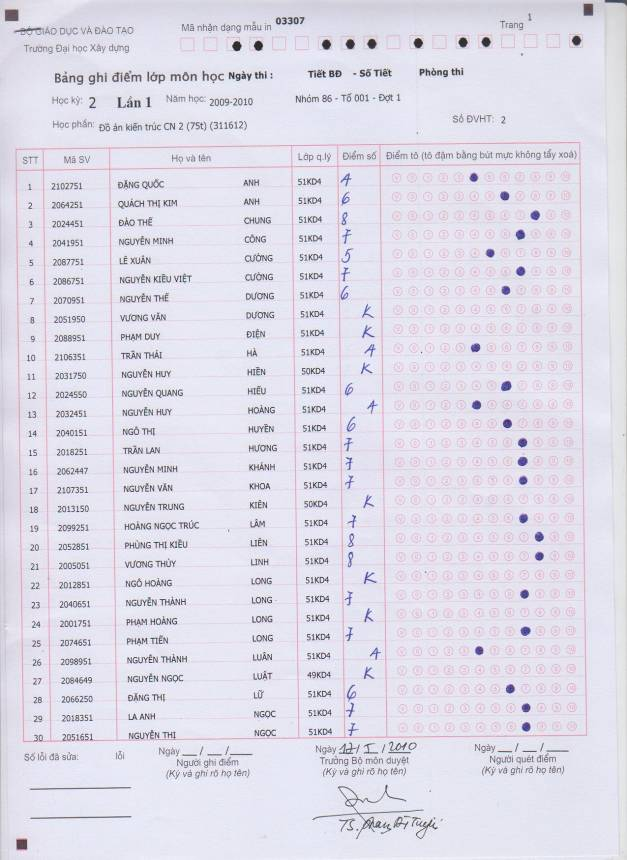 BỘ GIÁO DỤC VÀ ĐÀO TẠO
Trường Đại học Xây dựng
Mã nhận dạng mẫu in 03307
Trang 1
Bảng ghi điểm lớp môn học Ngày thi : Tiết BĐ - Số Tiết Phòng thi
Học kỳ: 2 Lần 1 Năm học: 2009-2010 Nhóm 86 - Tổ 001 - Đợt 1
Học phần: Đồ án kiến trúc CN 2 (75t) (311612) Số ĐVHT: 2
STT Mã SV Họ và tên Lớp q.lý Điểm số Điểm tô (tô đậm bằng bút mực không tẩy xoá)
1 2102751 ĐẶNG QUỐC ANH 51KD4 4
2 2064251 QUÁCH THỊ KIM ANH 51KD4 6
3 2024451 ĐÀO THẾ CHUNG 51KD4 8
4 2041951 NGUYỄN MINH CÔNG 51KD4 7
5 2087751 LÊ XUÂN CƯỜNG 51KD4 5
6 2086751 NGUYỄN KIỀU VIỆT CƯỜNG 51KD4 7
7 2070951 NGUYỄN THẾ DƯƠNG 51KD4 6
8 2051950 VƯƠNG VĂN DƯƠNG 51KD4 K
9 2088951 PHẠM DUY ĐIỆN 51KD4 K
10 2106351 TRẦN THÁI HÀ 51KD4 4
11 2031750 NGUYỄN HUY HIỀN 50KD4 K
12 2024550 NGUYỄN QUANG HIẾU 51KD4 6
13 2032451 NGUYỄN HUY HOÀNG 51KD4 4
14 2040151 NGÔ THỊ HUYỀN 51KD4 6
15 2018251 TRẦN LAN HƯƠNG 51KD4 7
16 2062447 NGUYỄN MINH KHÁNH 51KD4 7
17 2107351 NGUYỄN VĂN KHOA 51KD4 7
18 2013150 NGUYỄN TRUNG KIÊN 50KD4 K
19 2099251 HOÀNG NGỌC TRÚC LÂM 51KD4 7
20 2052851 PHÙNG THỊ KIỀU LIÊN 51KD4 8
21 2005051 VƯƠNG THÙY LINH 51KD4 8
22 2012851 NGÔ HOÀNG LONG 51KD4 K
23 2040651 NGUYỄN THÀNH LONG 51KD4 7
24 2001751 PHẠM HOÀNG LONG 51KD4 K
25 2074651 PHẠM TIẾN LONG 51KD4 7
26 2098951 NGUYỄN THÀNH LUÂN 51KD4 4
27 2084649 NGUYỄN NGỌC LUẬT 49KD4 K
28 2066250 ĐẶNG THỊ LỮ 51KD4 6
29 2018351 LA ANH NGỌC 51KD4 7
30 2051651 NGUYỄN THỊ NGỌC 51KD4 7
Số lỗi đã sửa: lỗi Ngày __/__/__ Ngày 12/I/2010 Ngày __/__/__
Người ghi điểm Trưởng Bộ môn duyệt Người quét điểm
(Ký và ghi rõ họ tên) (Ký và ghi rõ họ tên) (Ký và ghi rõ họ tên)
TS.